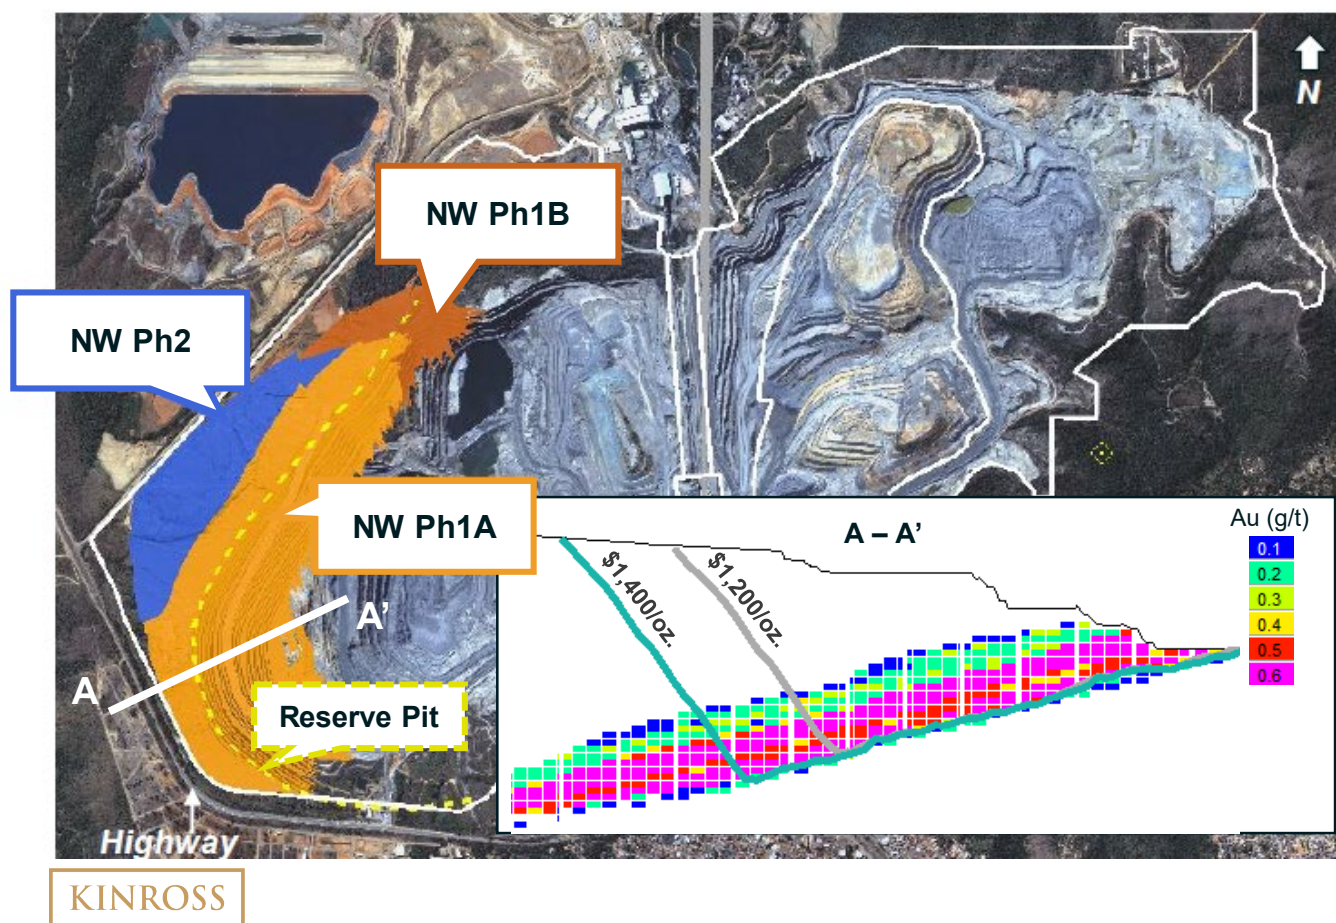 N
NW Ph1B
NW Ph2
NW Ph1A
A – A’
Au (g/t)
0.1
0.2
0.3
0.4
0.5
0.6
$1,400/oz.
$1,200/oz.
A’
A
Reserve Pit
Highway
KINROSS